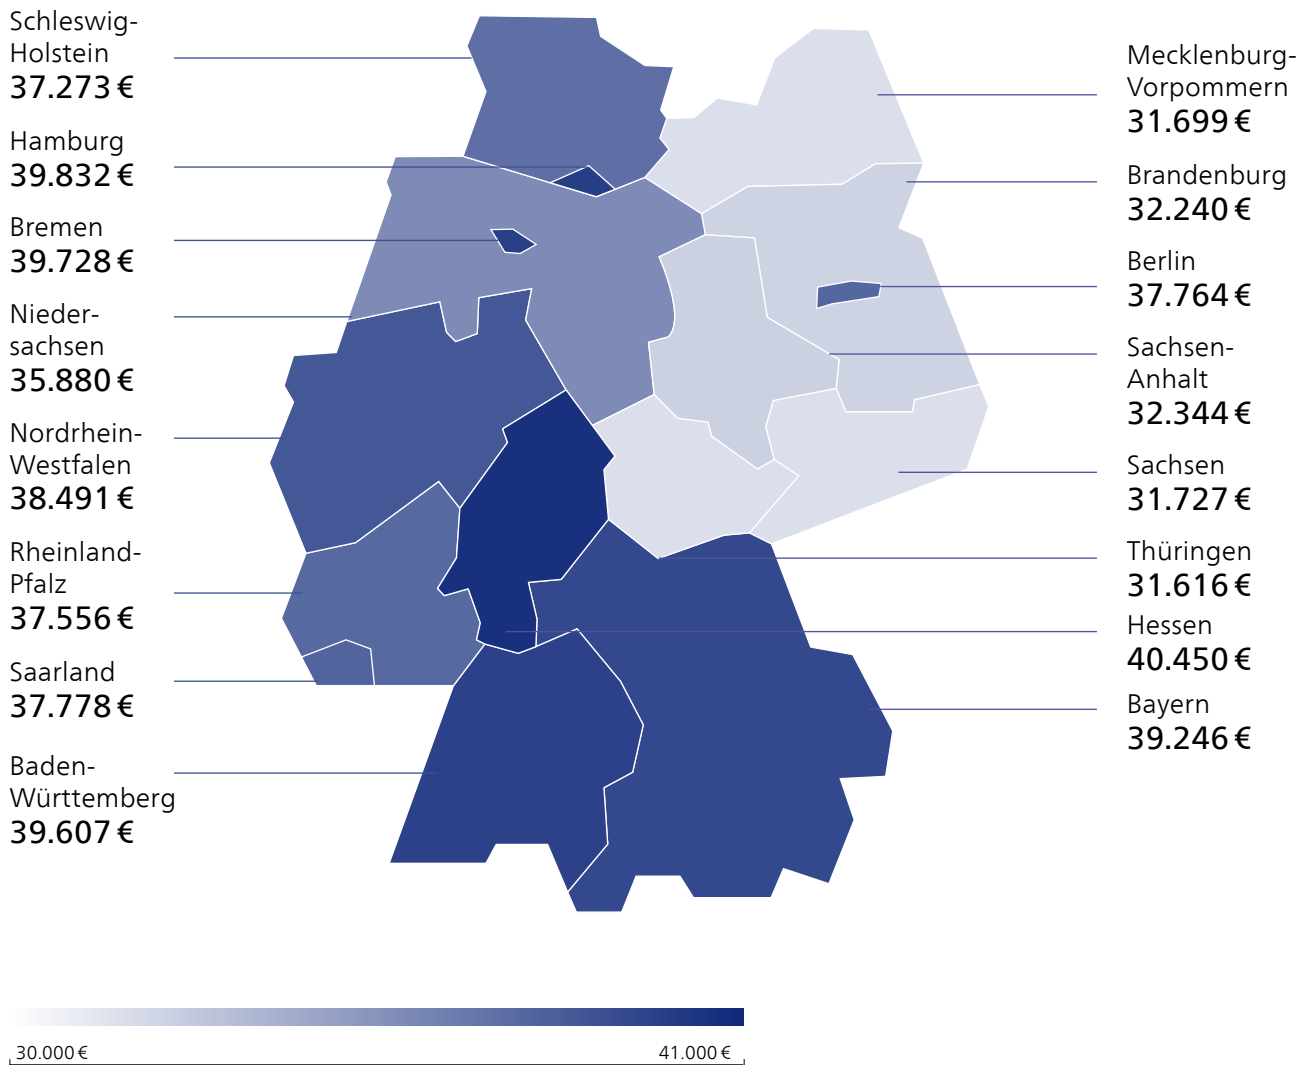 Schleswig-
Holstein
37.273 €
Hamburg
39.832 €
Bremen
39.728 €
Nieder-
sachsen
35.880 €
Nordrhein-
Westfalen
38.491 €
Rheinland-
Pfalz
37.556 €
Saarland
37.778 €
Baden-
Württemberg
39.607 €
Mecklenburg-
Vorpommern
31.699 €
Brandenburg
32.240 €
Berlin
37.764 €
Sachsen-
Anhalt
32.344 €
Sachsen
31.727 €
Thüringen
31.616 €
Hessen
40.450 €
Bayern
39.246 €
30.000 €
41.000 €